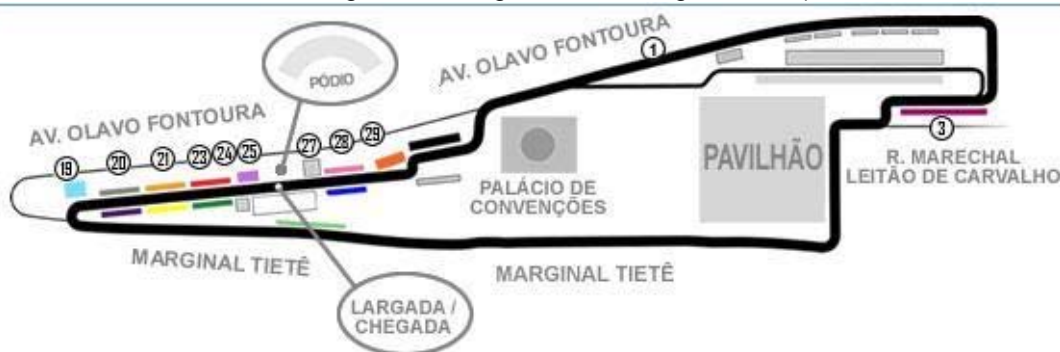 AV. OLAVO FONTOURA
1
PÓDIO
AV. OLAVO FONTOURA
19
20
21
23
24
25
27
28
29
PALÁCIO DE
CONVENÇÕES
PAVILHÃO
3
R. MARECHAL
LEITÃO DE CARVALHO
MARGINAL TIETÊ
MARGINAL TIETÊ
LARGADA /
CHEGADA